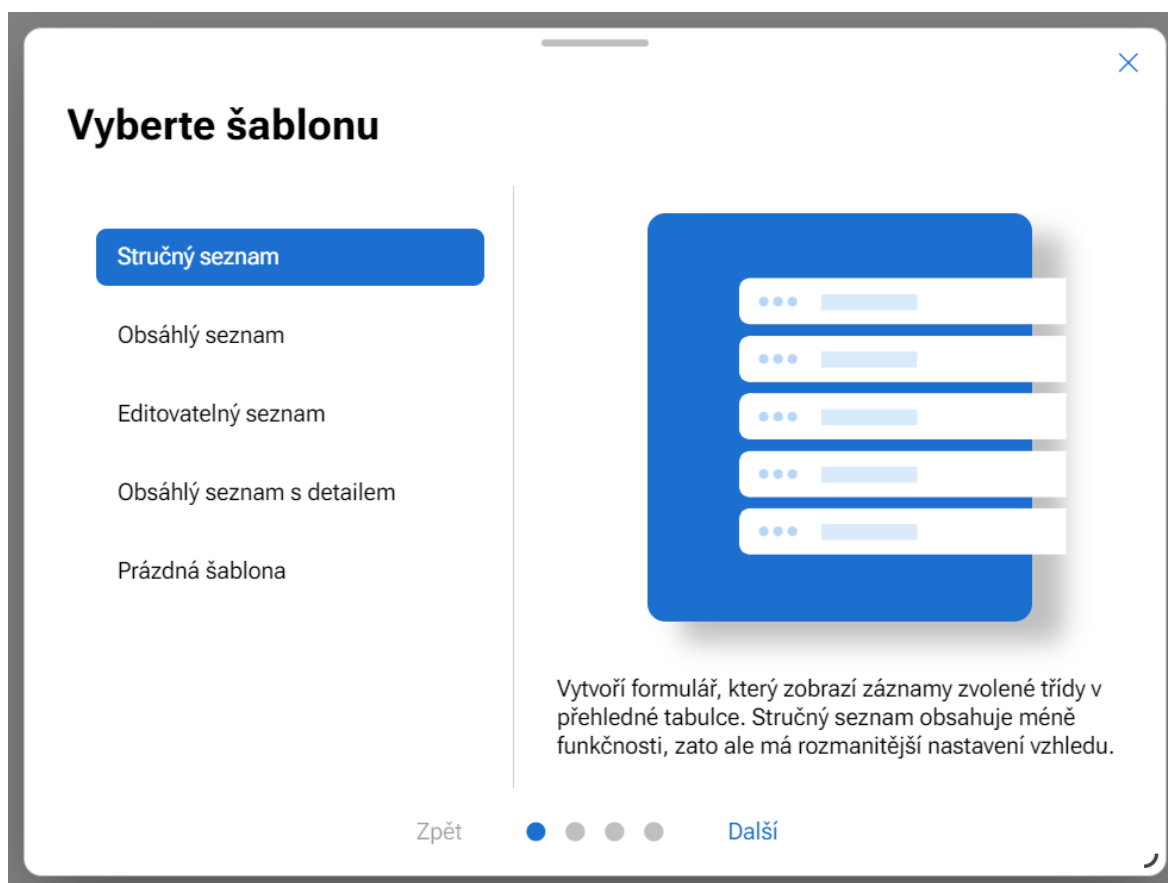 Vyberte šablonu
Stručný seznam
Obsáhlý seznam
Editovatelný seznam
Obsáhlý seznam s detailem
Prázdná šablona
Vytvoří formulář, který zobrazí záznamy zvolené třídy v
přehledné tabulce. Stručný seznam obsahuje méně
funkčnosti, zato ale má rozmanitější nastavení vzhledu.
Zpět
Další